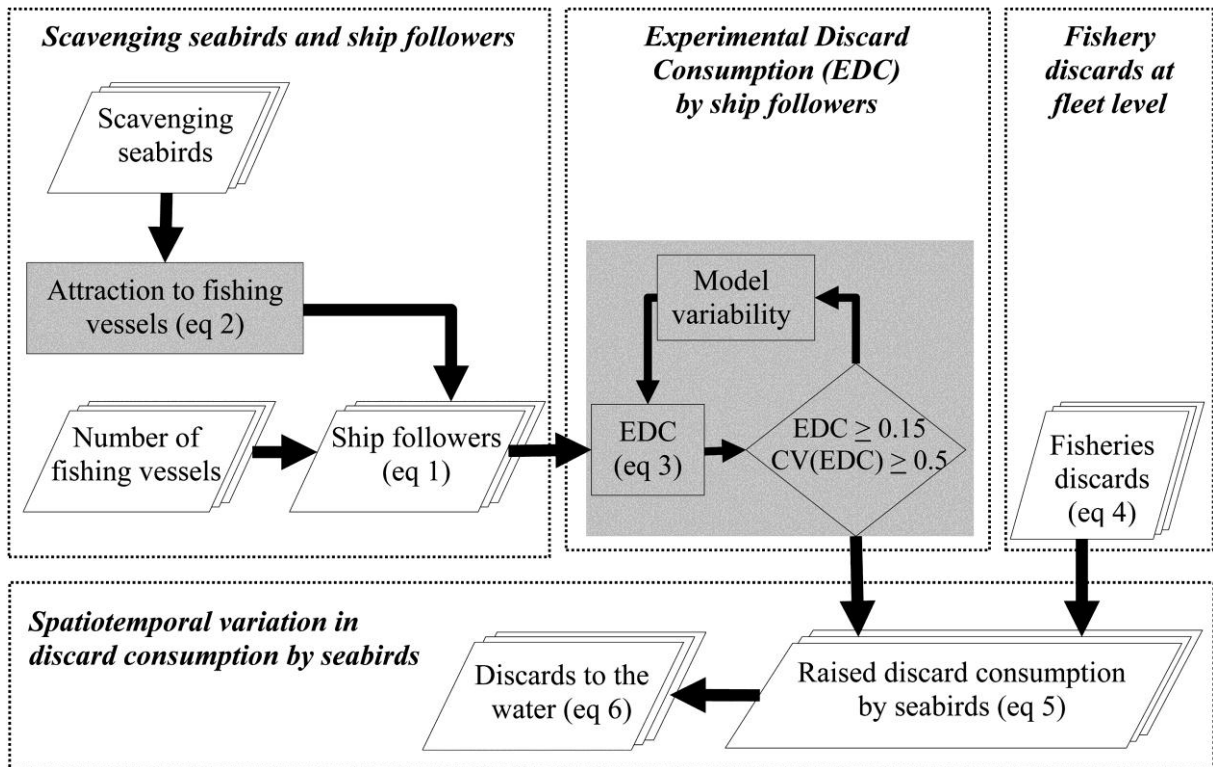 Scavenging seabirds and ship followers
Scavenging
seabirds
Attraction to fishing
vessels (eq 2)
Number of
fishing vessels
Ship followers
(eq 1)
Experimental Discard
Consumption (EDC)
by ship followers
Model
variability
EDC
(eq 3)
EDC ≥ 0.15
CV(EDC) ≥ 0.5
Fishery
discards at
fleet level
Fisheries
discards
(eq 4)
Spatiotemporal variation in
discard consumption by seabirds
Discards to the
water (eq 6)
Raised discard consumption
by seabirds (eq 5)